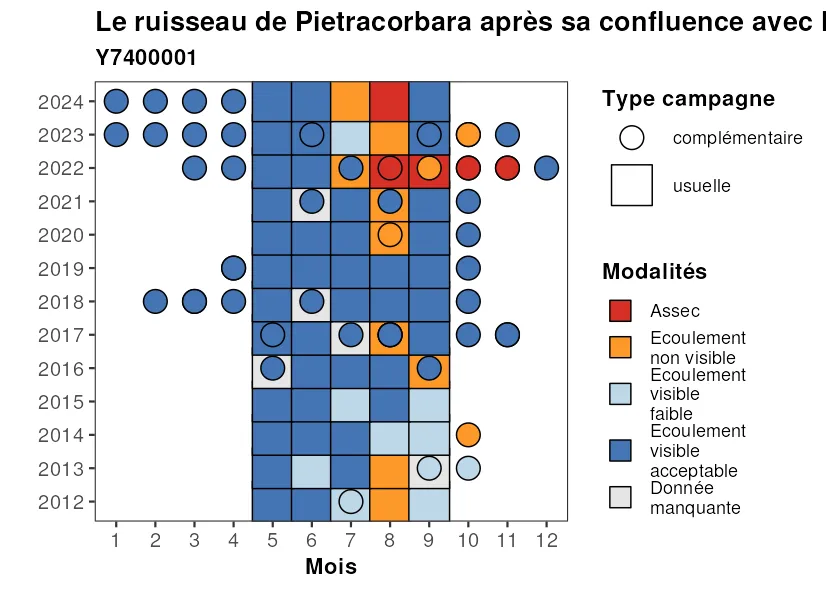 Le ruisseau de Pietracorbara après sa confluence avec l
Y7400001
2024
2023
2022
2021
2020
2019
2018
2017
2016
2015
2014
2013
2012
1 2 3 4 5 6 7 8 9 10 11 12
Mois
Type campagne
complémentaire
usuelle
Modalités
Assec
Ecoulement
non visible
Ecoulement
visible
faible
Ecoulement
visible
acceptable
Donnée
manquante